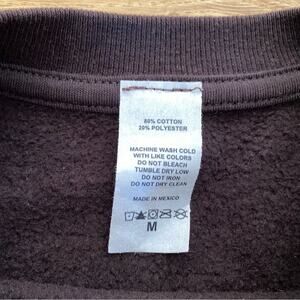 80% COTTON
20% POLYESTER
MACHINE WASH COLD
WITH LIKE COLORS
DO NOT BLEACH
TUMBLE DRY LOW
DO NOT IRON
DO NOT DRY CLEAN
MADE IN MEXICO
M